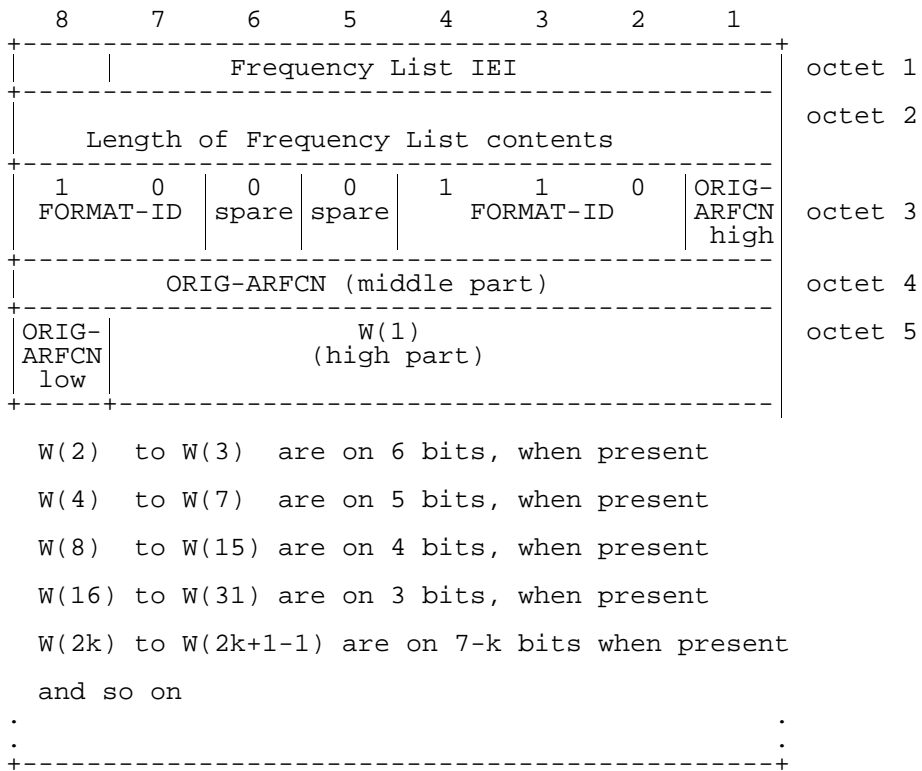 8 7 6 5 4 3 2 1
Frequency List IEI octet 1
octet 2
Length of Frequency List contents
1 0 0 0 1 1 0 ORIG-
FORMAT-ID spare spare FORMAT-ID ARFCN octet 3
high
ORIG-ARFCN (middle part) octet 4
ORIG- W(1) octet 5
ARFCN (high part)
low
W(2) to W(3) are on 6 bits, when present
W(4) to W(7) are on 5 bits, when present
W(8) to W(15) are on 4 bits, when present
W(16) to W(31) are on 3 bits, when present
W(2k) to W(2k+1-1) are on 7-k bits when present
and so on
. .
. .